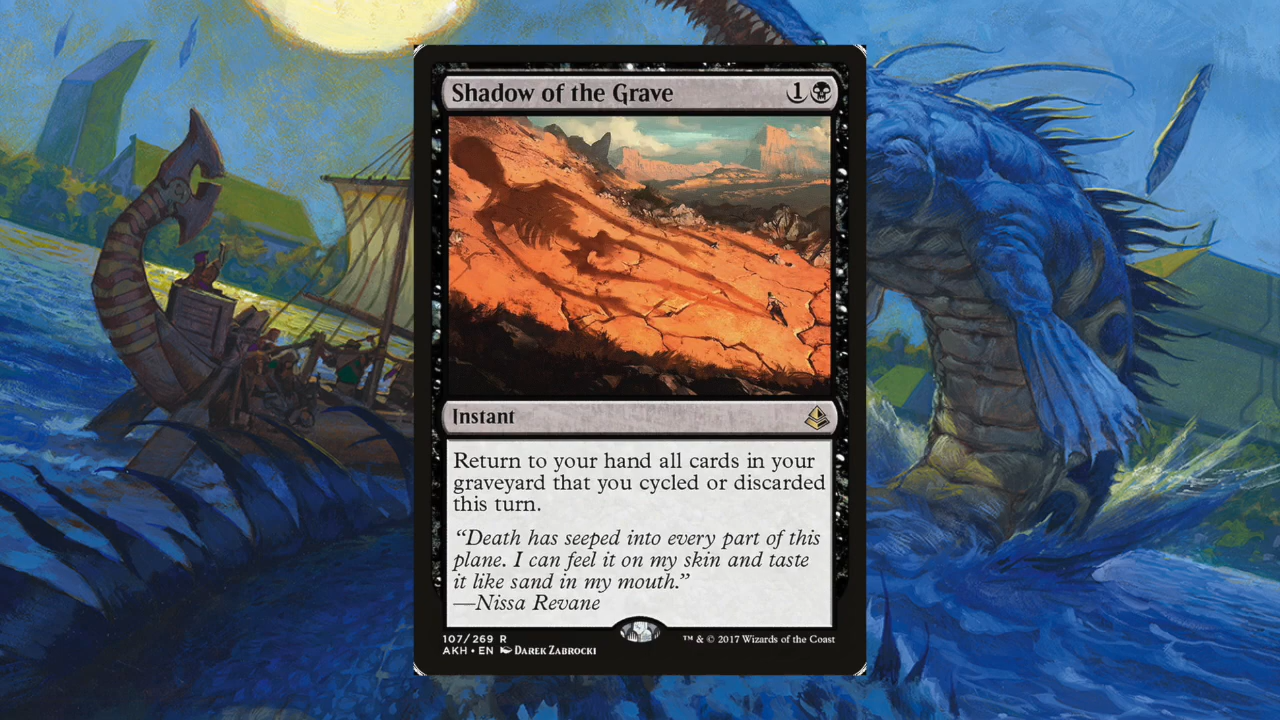 Shadow of the Grave 1
Instant
Return to your hand all cards in your
graveyard that you cycled or discarded
this turn.
“Death has seeped into every part of this
plane. I can feel it on my skin and taste
it like sand in my mouth.”
—Nissa Revane
107/269 R ™ & © 2017 Wizards of the Coast
AKH • EN DAREK ZABROCKI